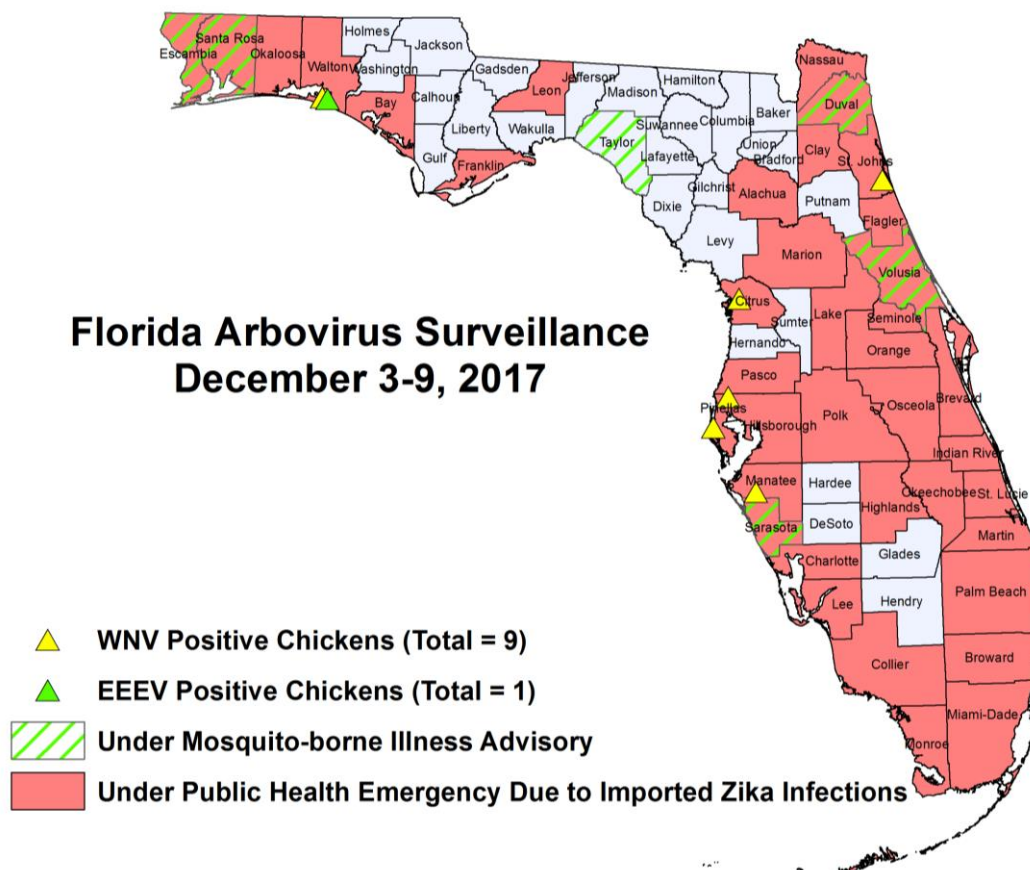 Holmes
Jackson
Santa Rosa
Escambia
Okaloosa
Walton
Washington
Gadsden
Jefferson
Hamilton
Nassau
Madison
Leon
Bay
Calhoun
Liberty
Wakulla
Gulf
Franklin
Taylor
Suwannee
Columbia
Baker
Duval
Union
Bradford
Clay
St. Johns
Lafayette
Gilchrist
Alachua
Putnam
Dixie
Flagler
Levy
Marion
Volusia
Citrus
Sumter
Lake
Seminole
Florida Arbovirus Surveillance
December 3-9, 2017
Hernando
Orange
Pasco
Pinellas
Hillsborough
Polk
Osceola
Brevard
Indian River
Manatee
Hardee
Highlands
Okeechobee
St. Lucie
Sarasota
DeSoto
Martin
Charlotte
Glades
Lee
Hendry
Palm Beach
Collier
Broward
Monroe
Miami-Dade
WNV Positive Chickens (Total = 9)
EEEV Positive Chickens (Total = 1)
Under Mosquito-borne Illness Advisory
Under Public Health Emergency Due to Imported Zika Infections